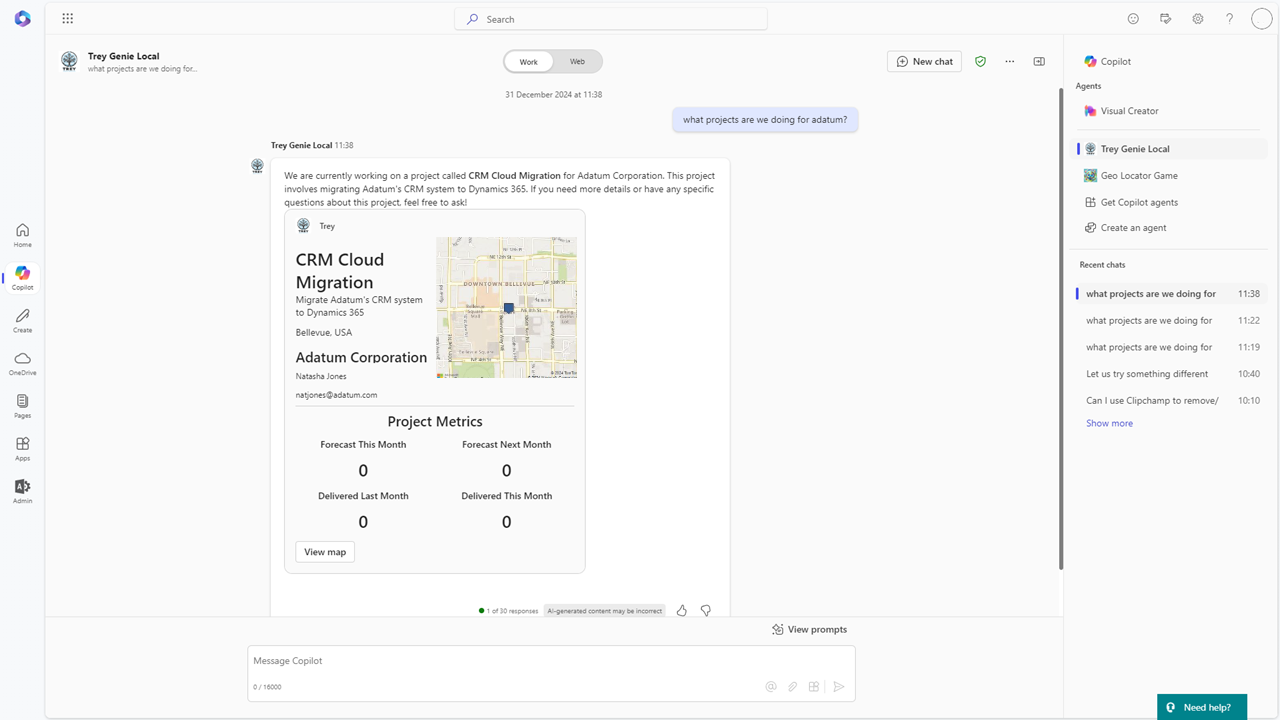 Search
Trey Genie Local
what projects are we doing for...
Work
Web
New chat
31 December 2024 at 11:38
what projects are we doing for adatum?
Trey Genie Local 11:38
We are currently working on a project called CRM Cloud Migration for Adatum Corporation. This project
involves migrating Adatum's CRM system to Dynamics 365. If you need more details or have any specific
questions about this project, feel free to ask!
TREY
Trey
CRM Cloud
Migration
Migrate Adatum's CRM system
to Dynamics 365
Bellevue, USA
Adatum Corporation
Natasha Jones
natjones@adatum.com
DOWNTOWN BELLEVUE
Project Metrics
Forecast This Month
Forecast Next Month
0
0
Delivered Last Month
Delivered This Month
0
0
View map
1 of 30 responses
AI-generated content may be incorrect
View prompts
Message Copilot
0 / 16000
Home
Copilot
Create
OneDrive
Pages
Apps
Admin
Copilot
Agents
Visual Creator
Trey Genie Local
Geo Locator Game
Get Copilot agents
Create an agent
Recent chats
what projects are we doing for 11:38
what projects are we doing for 11:22
what projects are we doing for 11:19
Let us try something different 10:40
Can I use Clipchamp to remove/ 10:10
Show more
Need help?